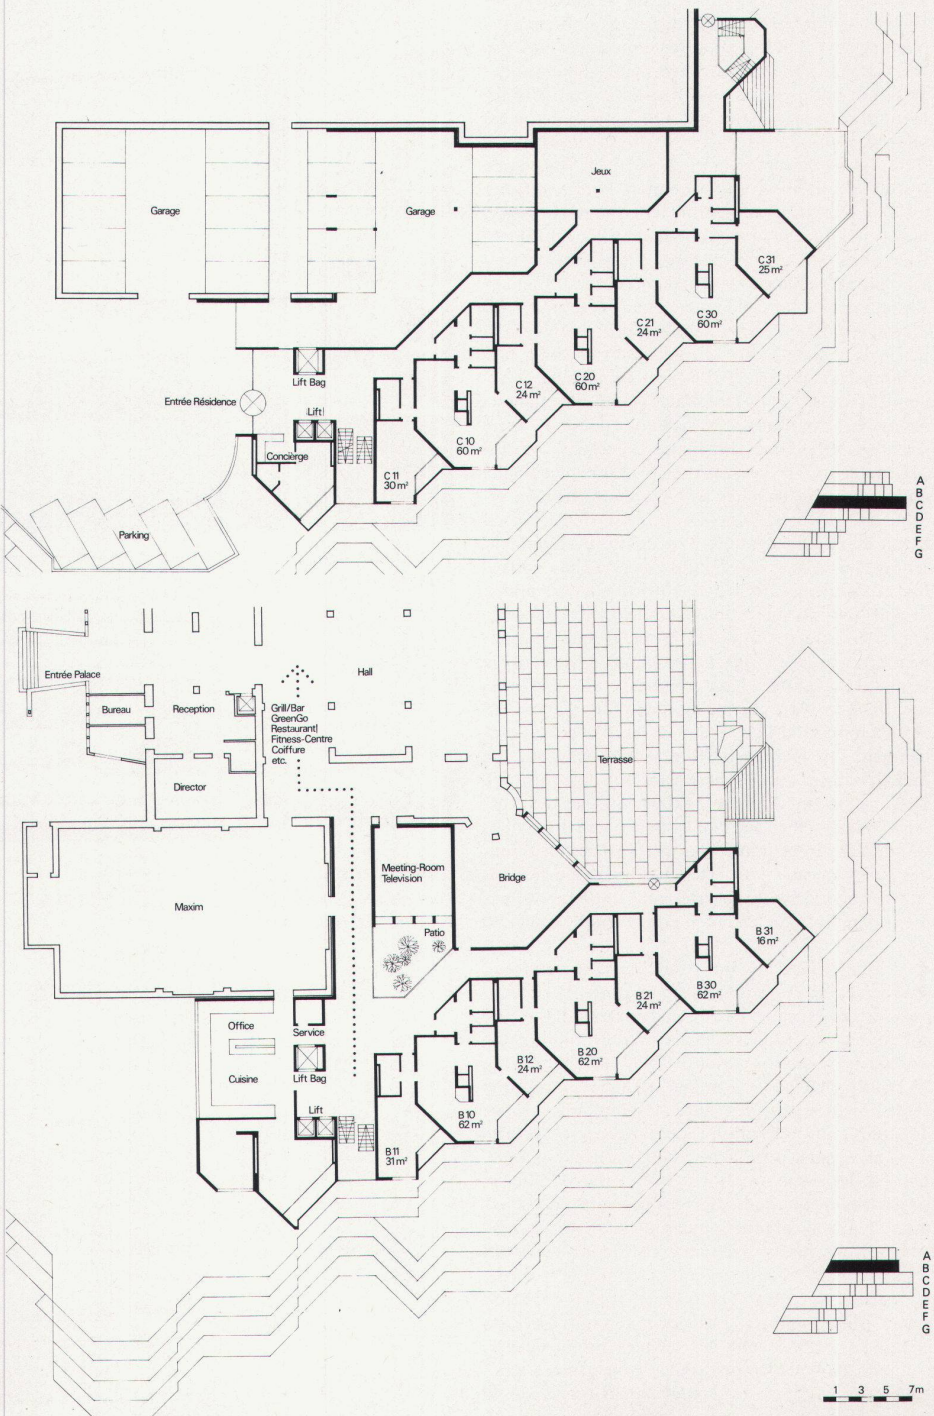 Garage
Garage
Jeux
C 31
25 m²
C 30
60 m²
C 21
24 m²
C 20
60 m²
C 12
24 m²
C 10
60 m²
C 11
30 m²
Lift Bag
Entrée Résidence
Lift
Concièrge
Parking
A
B
C
D
E
F
G
Entrée Palace
Bureau
Reception
Hall
Grill/Bar
GreenGo
Restaurant
Fitness-Centre
Coiffure
etc.
Director
Terrasse
Maxim
Meeting-Room
Television
Bridge
Patio
B 31
16 m²
B 30
62 m²
B 21
24 m²
B 20
62 m²
B 12
24 m²
B 10
62 m²
B 11
31 m²
Office
Service
Cuisine
Lift Bag
Lift
A
B
C
D
E
F
G
1 3 5 7m